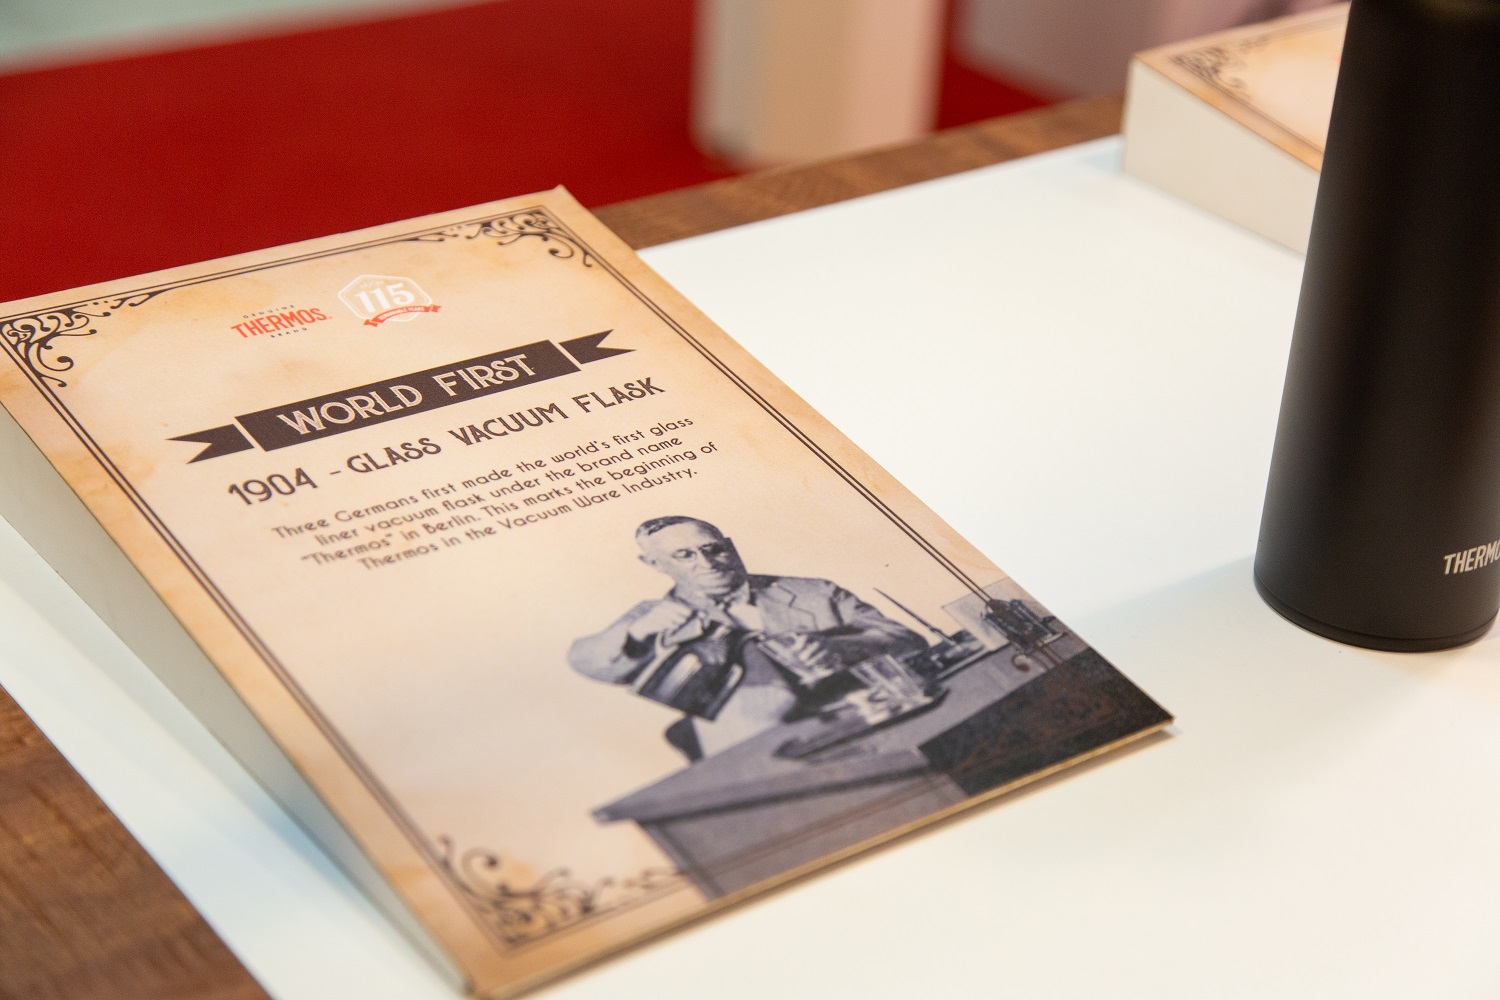 GENUINE
THERMOS.
BRAND
115
WORLD FIRST
1904 - GLASS VACUUM FLASK
Three Germans first made the world's first glass
liner vacuum flask under the brand name
"Thermos" in Berlin. This marks the beginning of
Thermos in the Vacuum Ware Industry.
THERMO